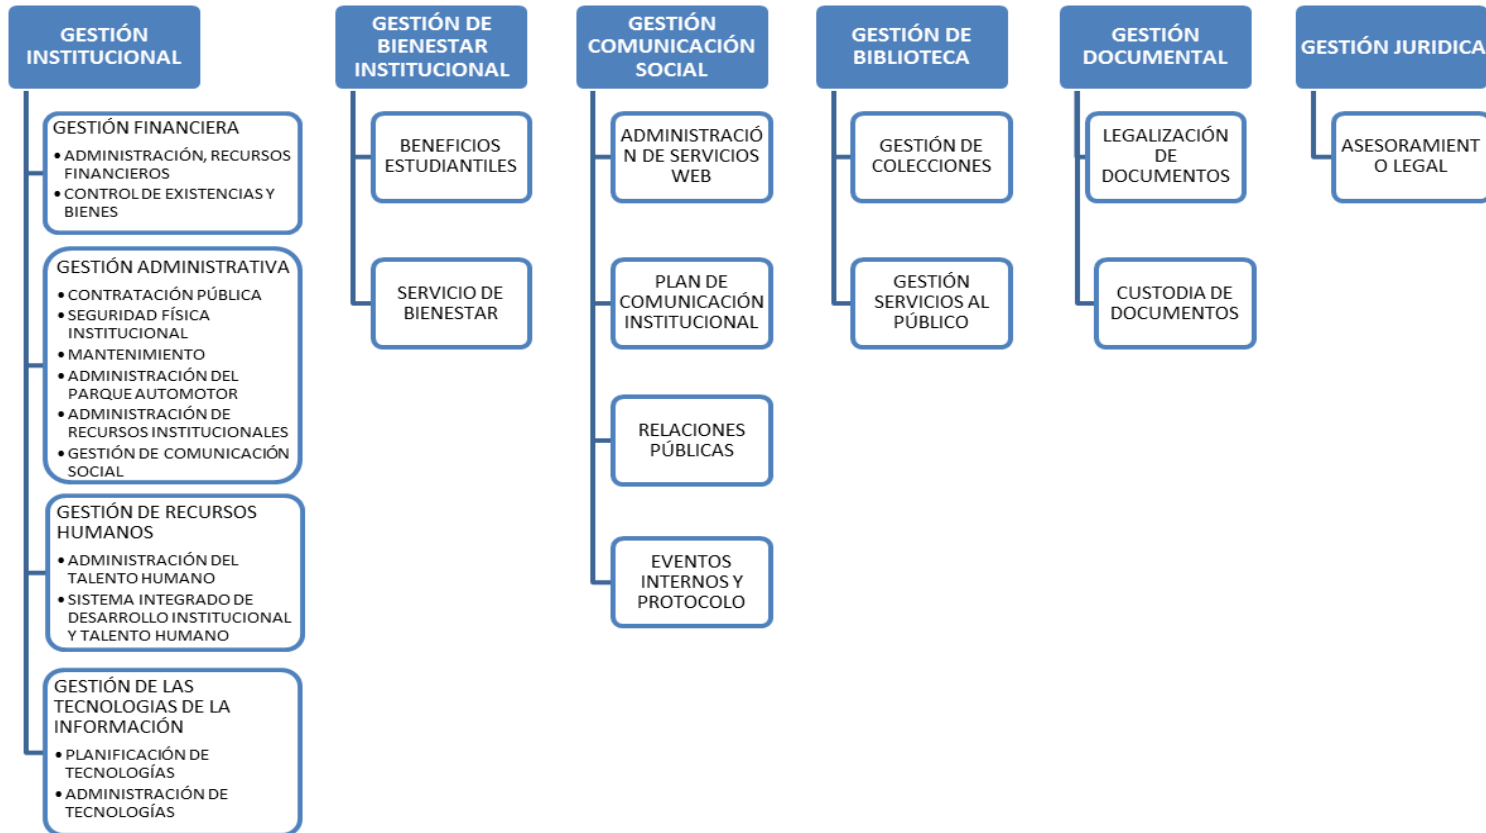 GESTIÓN
INSTITUCIONAL
GESTIÓN FINANCIERA
• ADMINISTRACIÓN, RECURSOS
FINANCIEROS
• CONTROL DE EXISTENCIAS Y
BIENES
GESTIÓN ADMINISTRATIVA
• CONTRATACIÓN PÚBLICA
• SEGURIDAD FÍSICA
INSTITUCIONAL
• MANTENIMIENTO
• ADMINISTRACIÓN DEL
PARQUE AUTOMOTOR
• ADMINISTRACIÓN DE
RECURSOS INSTITUCIONALES
• GESTIÓN DE COMUNICACIÓN
SOCIAL
GESTIÓN DE RECURSOS
HUMANOS
• ADMINISTRACIÓN DEL
TALENTO HUMANO
• SISTEMA INTEGRADO DE
DESARROLLO INSTITUCIONAL
Y TALENTO HUMANO
GESTIÓN DE LAS
TECNOLOGIAS DE LA
INFORMACIÓN
• PLANIFICACIÓN DE
TECNOLOGÍAS
• ADMINISTRACIÓN DE
TECNOLOGÍAS
GESTIÓN DE
BIENESTAR
INSTITUCIONAL
BENEFICIOS
ESTUDIANTILES
SERVICIO DE
BIENESTAR
GESTIÓN
COMUNICACIÓN
SOCIAL
ADMINISTRACIÓ
N DE SERVICIOS
WEB
PLAN DE
COMUNICACIÓN
INSTITUCIONAL
RELACIONES
PÚBLICAS
EVENTOS
INTERNOS Y
PROTOCOLO
GESTIÓN DE
BIBLIOTECA
GESTIÓN DE
COLECCIONES
GESTIÓN
SERVICIOS AL
PÚBLICO
GESTIÓN
DOCUMENTAL
LEGALIZACIÓN
DE
DOCUMENTOS
CUSTODIA DE
DOCUMENTOS
GESTIÓN JURIDICA
ASESORAMIENT
O LEGAL